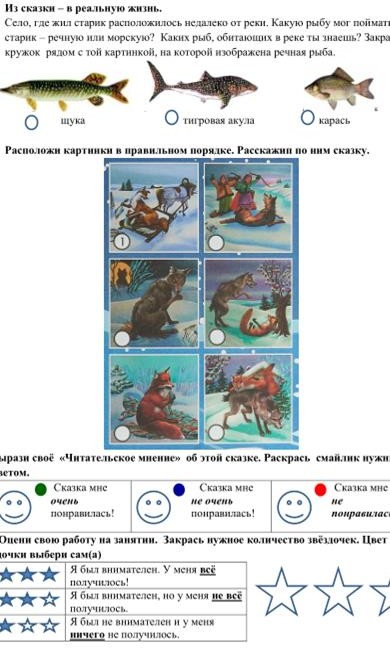 Из сказки – в реальную жизнь.
Село, где жил старик расположилось недалеко от реки. Какую рыбу мог поймать
старик – речную или морскую? Каких рыб, обитающих в реке ты знаешь? Закра
кружок рядом с той картинкой, на которой изображена речная рыба.
щука тигровая акула карась
Расположи картинки в правильном порядке. Расскажи по ним сказку.
1
ырази своё «Читательское мнение» об этой сказке. Раскрась смайлик нужн
ветом.
Сказка мне очень понравилась!
Сказка мне не очень понравилась!
Сказка мне не понравилас
Оцени свою работу на занятии. Закрась нужное количество звёздочек. Цвет
дочки выбери сам(а)
Я был внимателен. У меня всё
получилось!
Я был внимателен, но у меня не всё
получилось.
Я был не внимателен и у меня
ничего не получилось.